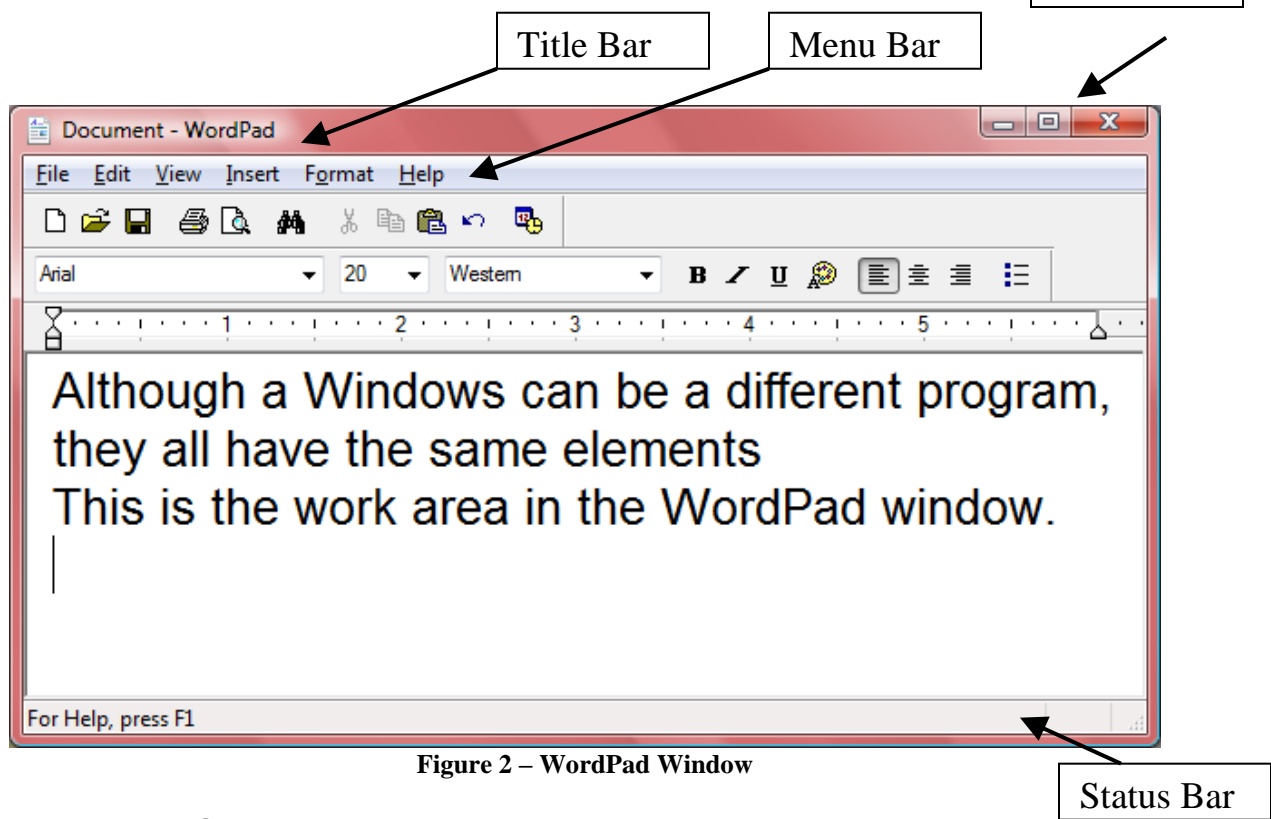 Title Bar
Menu Bar
Document - WordPad
File Edit View Insert Format Help
Arial 20 Western
1 2 3 4 5
Although a Windows can be a different program,
they all have the same elements
This is the work area in the WordPad window.
For Help, press F1
Figure 2 – WordPad Window
Status Bar